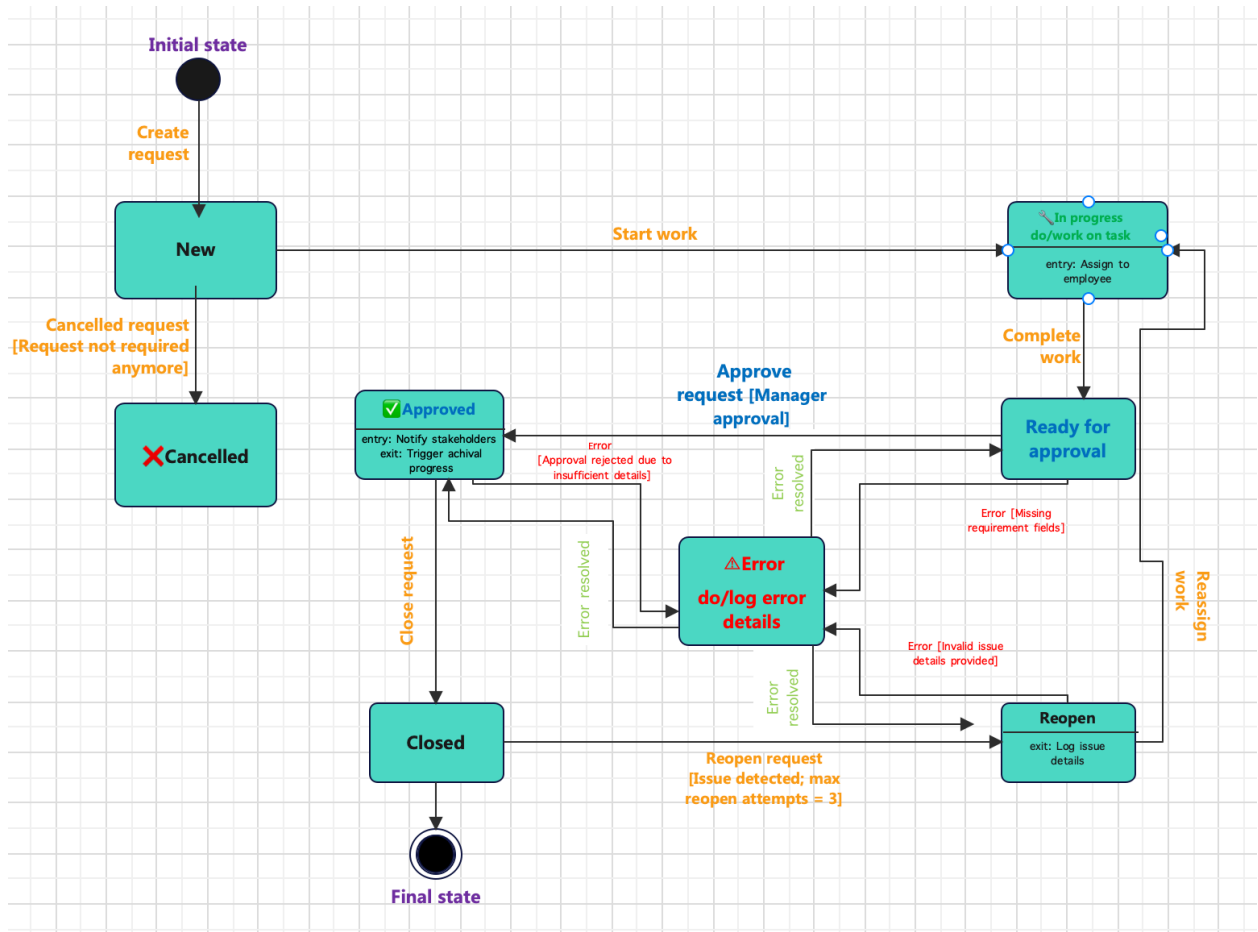 Initial state
Create
request
New
Start work
🔧In progress
do/work on task
entry: Assign to
employee
Cancelled request
[Request not required
anymore]
Complete
work
❌Cancelled
✅Approved
entry: Notify stakeholders
exit: Trigger achival
progress
Approve
request [Manager
approval]
Ready for
approval
Error
[Approval rejected due to
insufficient details]
Error
resolved
Error [Missing
requirement fields]
Close request
Error resolved
⚠Error
do/log error
details
Reassign
work
Error [Invalid issue
details provided]
Error
resolved
Closed
Reopen
exit: Log issue
details
Reopen request
[Issue detected; max
reopen attempts = 3]
Final state